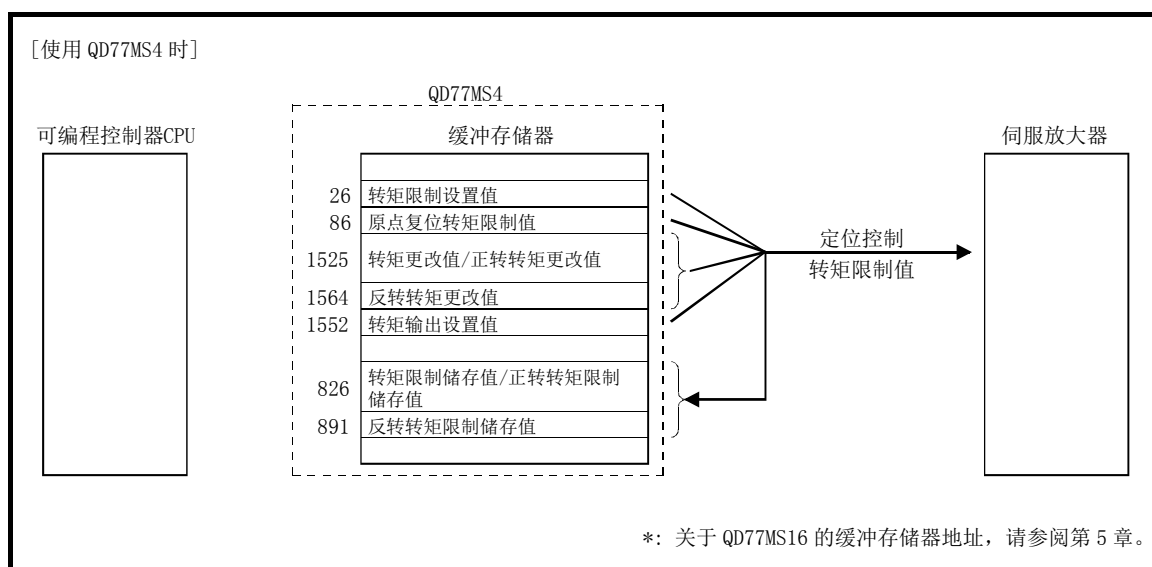 [使用 QD77MS4 时]
QD77MS4
可编程控制器CPU
缓冲存储器
伺服放大器
26 转矩限制设置值
86 原点复位转矩限制值
1525 转矩更改值/正转转矩更改值
1564 反转转矩更改值
1552 转矩输出设置值
826 转矩限制储存值/正转转矩限制
储存值
891 反转转矩限制储存值
定位控制
转矩限制值
*: 关于 QD77MS16 的缓冲存储器地址，请参阅第 5 章。